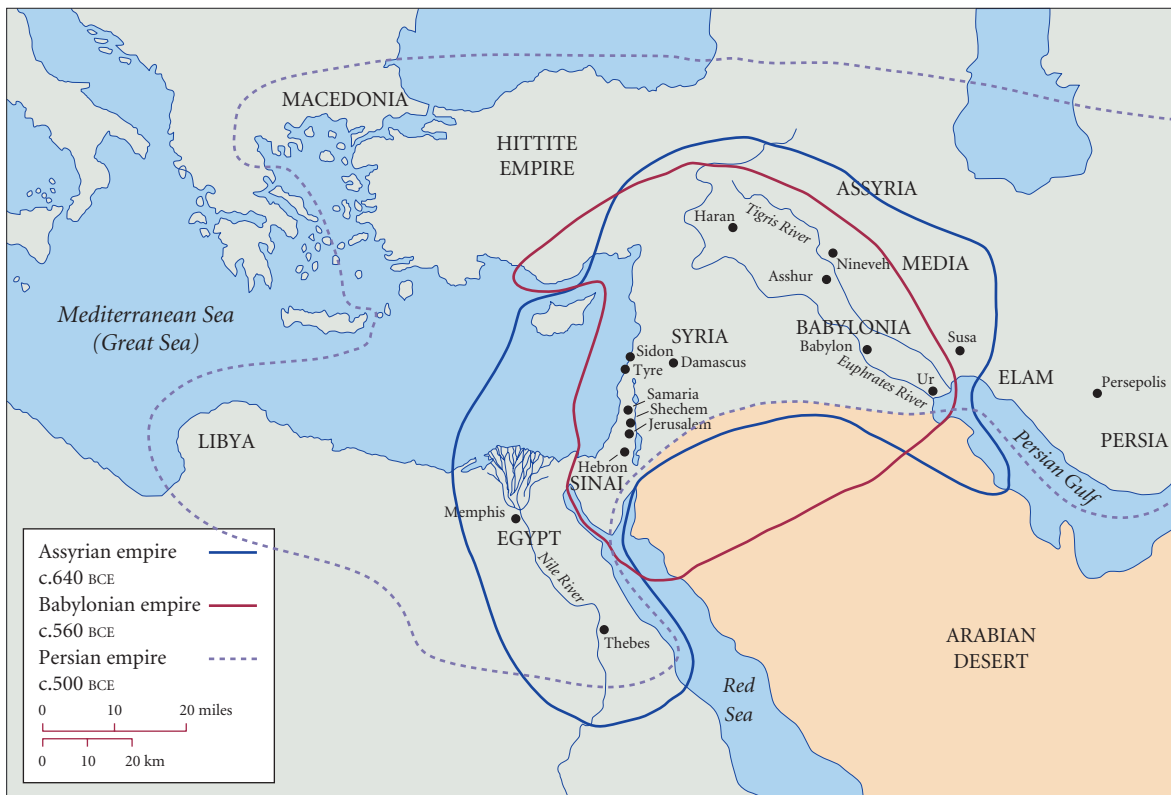 MACEDONIA
HITTITE
EMPIRE
ASSYRIA
Haran
Tigris River
Nineveh
MEDIA
Asshur
Mediterranean Sea
(Great Sea)
SYRIA
BABYLONIA
Babylon
Susa
Sidon
Damascus
Tyre
Euphrates River
Ur
ELAM
Persepolis
Samaria
Shechem
Jerusalem
LIBYA
PERSIA
Hebron
SINAI
Persian Gulf
Memphis
EGYPT
Nile River
Thebes
ARABIAN
DESERT
Red
Sea
Assyrian empire
c.640 BCE
Babylonian empire
c.560 BCE
Persian empire
c.500 BCE
0 10 20 miles
0 10 20 km